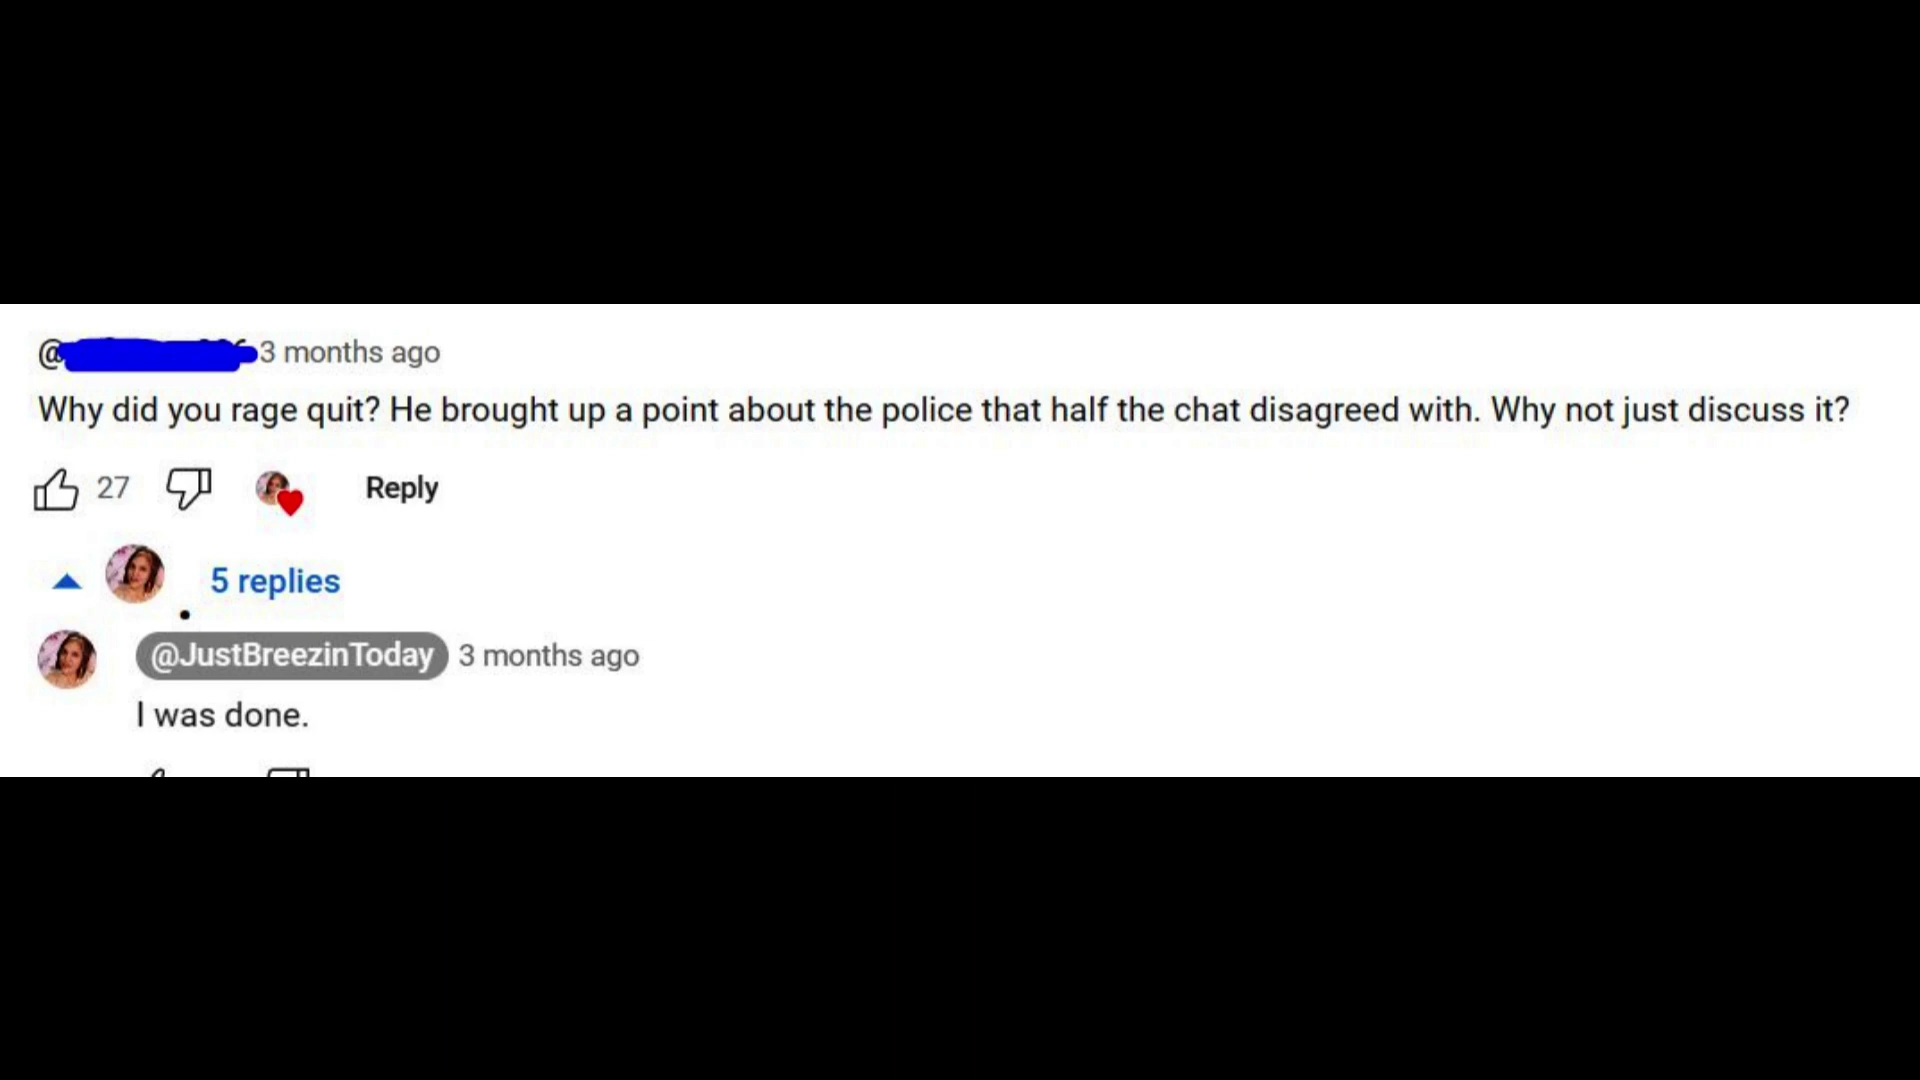 @ 3 months ago
Why did you rage quit? He brought up a point about the police that half the chat disagreed with. Why not just discuss it?
27 Reply
5 replies
@JustBreezinToday 3 months ago
I was done.